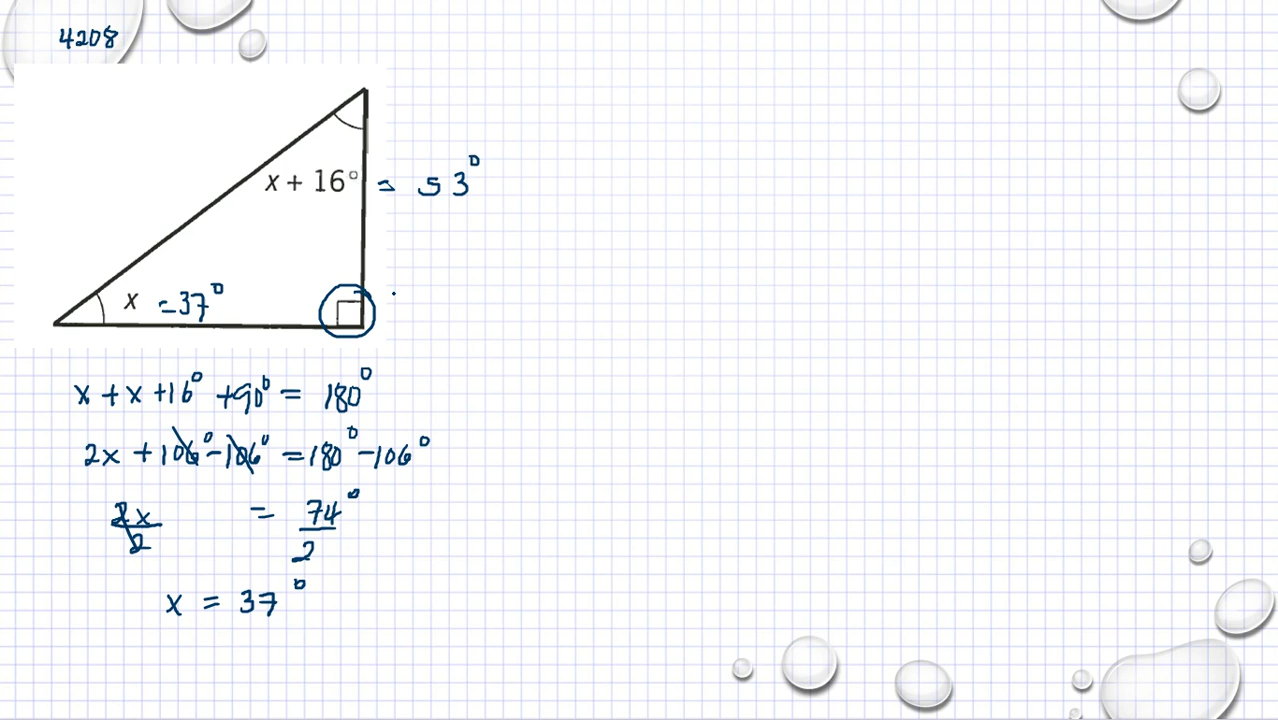 4208
x + 16° = 53°
x = 37°
x + x + 16° + 90° = 180°
2x + 106° - 106° = 180° - 106°
2x/2 = 74°/2
x = 37°